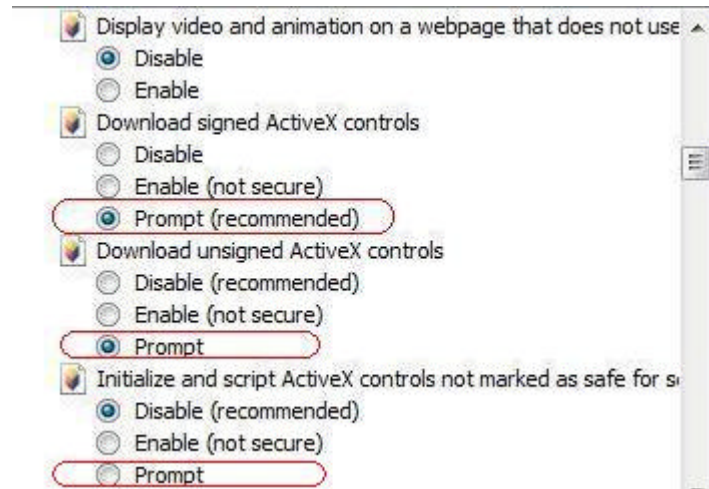 Display video and animation on a webpage that does not use
Disable
Enable
Download signed ActiveX controls
Disable
Enable (not secure)
Prompt (recommended)
Download unsigned ActiveX controls
Disable (recommended)
Enable (not secure)
Prompt
Initialize and script ActiveX controls not marked as safe for
Disable (recommended)
Enable (not secure)
Prompt